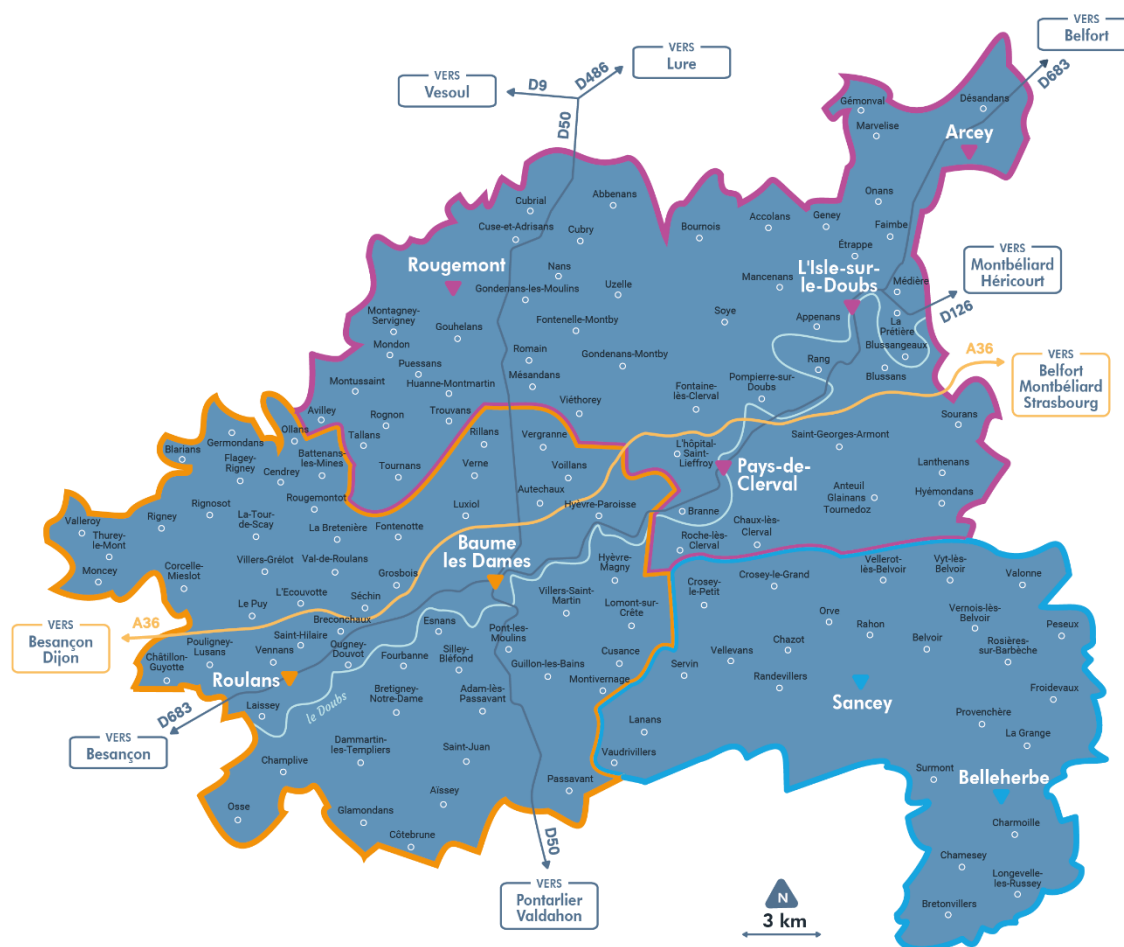 VERS
Belfort
VERS
Lure
VERS
Vesoul
D486
D9
D683
D50
Gémonval
Désandans
Marvelise
Arcey
Abbenans
Cubrial
Onans
Accolans
Geney
Cuse-et-Adrisans
Cubry
Bournois
Faimbe
Étrappe
Rougemont
Nans
Mancenans
L'Isle-sur-
le-Doubs
VERS
Montbéliard
Héricourt
Gondenans-les-Moulins
Uzelle
Médière
D126
Montagney-
Servigney
Gouhelans
Fontenelle-Montby
Soye
Appenans
La
Prétière
Mondon
Blussangeaux
Puessans
Romain
Gondenans-Montby
Rang
A36
VERS
Belfort
Montbéliard
Strasbourg
Mésandans
Blussans
Montussaint
Huanne-Montmartin
Fontaine-
lès-Clerval
Pompierre-sur-
Doubs
Avilley
Rognon
Trouvans
Viéthorey
Sourans
Ollans
Germondans
Tallans
Rillans
Vergranne
L'hôpital-
Saint-
Lieffroy
Saint-Georges-Armont
Blarians
Flagey-
Rigney
Battenans-
les-Mines
Cendrey
Tournans
Verne
Voillans
Pays-de-
Clerval
Lanthenans
Rougemontot
Autechaux
Anteuil
Glainans
Tournedoz
Hyémondans
Valleroy
Rigney
Rignosot
La-Tour-
de-Scay
La Bretenière
Fontenotte
Luxiol
Hyèvre-Paroisse
Branne
Thurey-
le-Mont
Chaux-lès-
Clerval
Roche-lès-
Clerval
Baume
les Dames
Moncey
Corcelle-
Mieslot
Villers-Grélot
Val-de-Roulans
Grosbois
Hyèvre-
Magny
Crosey-
le-Petit
Crosey-le-Grand
Vellerot-
lès-Belvoir
Vyt-lès-
Belvoir
Valonne
L'Ecouvotte
Séchin
Villers-Saint-
Martin
Lomont-sur-
Crête
Le Puy
Breconchaux
Esnans
Orve
Rahon
Vernois-lès-
Belvoir
Peseux
A36
VERS
Besançon
Dijon
Saint-Hilaire
Pont-les-
Moulins
Chazot
Belvoir
Rosières-
sur-Barbèche
Pouligney-
Lusans
Vennans
Ougney-
Douvot
Fourbanne
Silley-
Bléfond
Cusance
Vellevans
Châtillon-
Guyotte
Guillon-les-Bains
Servin
Roulans
Montivernage
Randevillers
Bretigney-
Notre-Dame
Adam-lès-
Passavant
Sancey
Froidevaux
Laissey
le Doubs
D683
Lanans
Provenchère
La Grange
VERS
Besançon
Dammartin-
les-Templiers
Saint-Juan
Vaudrivillers
Champlive
Surmont
Belleherbe
Passavant
Aïssey
Osse
Glamondans
Charmoille
Côtebrune
D50
Chamesey
Longevelle-
les-Russey
VERS
Pontarlier
Valdahon
Bretonvillers
N
3 km